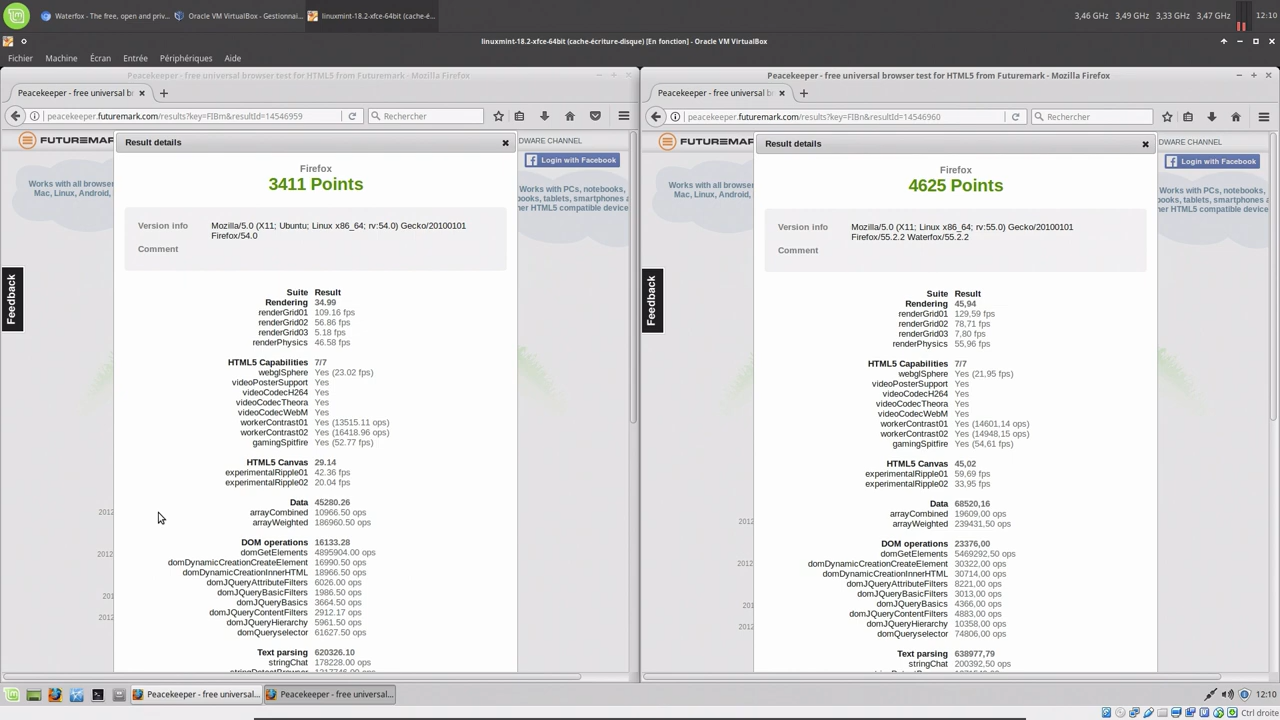 Waterfox - The free, open and priv...
Oracle VM VirtualBox - Gestionnai...
linuxmint-18.2-xfce-64bit (cache-é...
3,46 GHz 3,49 GHz 3,33 GHz 3,47 GHz
12:10
linuxmint-18.2-xfce-64bit (cache-écriture-disque) [En fonction] - Oracle VM VirtualBox
Fichier Machine Écran Entrée Périphériques Aide
Peacekeeper - free universal browser test for HTML5 from Futuremark - Mozilla Firefox
Peacekeeper - free universal b
peacekeeper.futuremark.com/results?key=FIBm&resultId=14546959
Rechercher
FUTUREMAR
DWARE CHANNEL
Login with Facebook
Works with all browse
Mac, Linux, Android,
Works with PCs, notebooks,
books, tablets, smartphones a
er HTML5 compatible device
Feedback
2012
2012
201
2012
Result details
Firefox
3411 Points
Version info Mozilla/5.0 (X11; Ubuntu; Linux x86_64; rv:54.0) Gecko/20100101
Firefox/54.0
Comment
Suite Result
Rendering 34.99
renderGrid01 109.16 fps
renderGrid02 56.86 fps
renderGrid03 5.18 fps
renderPhysics 46.58 fps
HTML5 Capabilities 7/7
webglSphere Yes (23.02 fps)
videoPosterSupport Yes
videoCodecH264 Yes
videoCodecTheora Yes
videoCodecWebM Yes
workerContrast01 Yes (13515.11 ops)
workerContrast02 Yes (16418.96 ops)
gamingSpitfire Yes (52.77 fps)
HTML5 Canvas 29.14
experimentalRipple01 42.36 fps
experimentalRipple02 20.04 fps
Data 45280.26
arrayCombined 10966.50 ops
arrayWeighted 186960.50 ops
DOM operations 16133.28
domGetElements 4895904.00 ops
domDynamicCreationCreateElement 16990.50 ops
domDynamicCreationInnerHTML 18966.50 ops
domJQueryAttributeFilters 6026.00 ops
domJQueryBasicFilters 1986.50 ops
domJQueryBasics 3664.50 ops
domJQueryContentFilters 2912.17 ops
domJQueryHierarchy 5961.50 ops
domQueryselector 61627.50 ops
Text parsing 620326.10
stringChat 178228.00 ops
Peacekeeper - free universal browser test for HTML5 from Futuremark - Mozilla Firefox
Peacekeeper - free universal b
peacekeeper.futuremark.com/results?key=FIBn&resultId=14546960
Rechercher
FUTUREMAR
DWARE CHANNEL
Login with Facebook
Works with all browse
Mac, Linux, Android,
Works with PCs, notebooks,
books, tablets, smartphones a
er HTML5 compatible device
Feedback
2012
2012
201
2012
Result details
Firefox
4625 Points
Version info Mozilla/5.0 (X11; Linux x86_64; rv:55.0) Gecko/20100101
Firefox/55.2.2 Waterfox/55.2.2
Comment
Suite Result
Rendering 45,94
renderGrid01 129,59 fps
renderGrid02 78,71 fps
renderGrid03 7,80 fps
renderPhysics 55,96 fps
HTML5 Capabilities 7/7
webglSphere Yes (21,95 fps)
videoPosterSupport Yes
videoCodecH264 Yes
videoCodecTheora Yes
videoCodecWebM Yes
workerContrast01 Yes (14601,14 ops)
workerContrast02 Yes (14948,15 ops)
gamingSpitfire Yes (54,61 fps)
HTML5 Canvas 45,02
experimentalRipple01 59,69 fps
experimentalRipple02 33,95 fps
Data 68520,16
arrayCombined 19609,00 ops
arrayWeighted 239431,50 ops
DOM operations 23376,00
domGetElements 5469292,50 ops
domDynamicCreationCreateElement 30322,00 ops
domDynamicCreationInnerHTML 30714,00 ops
domJQueryAttributeFilters 8221,00 ops
domJQueryBasicFilters 3013,00 ops
domJQueryBasics 4366,00 ops
domJQueryContentFilters 4883,00 ops
domJQueryHierarchy 10358,00 ops
domQueryselector 74806,00 ops
Text parsing 638977,79
stringChat 200392,50 ops
Peacekeeper - free universal...
Peacekeeper - free universal...
12:10
Ctrl droite